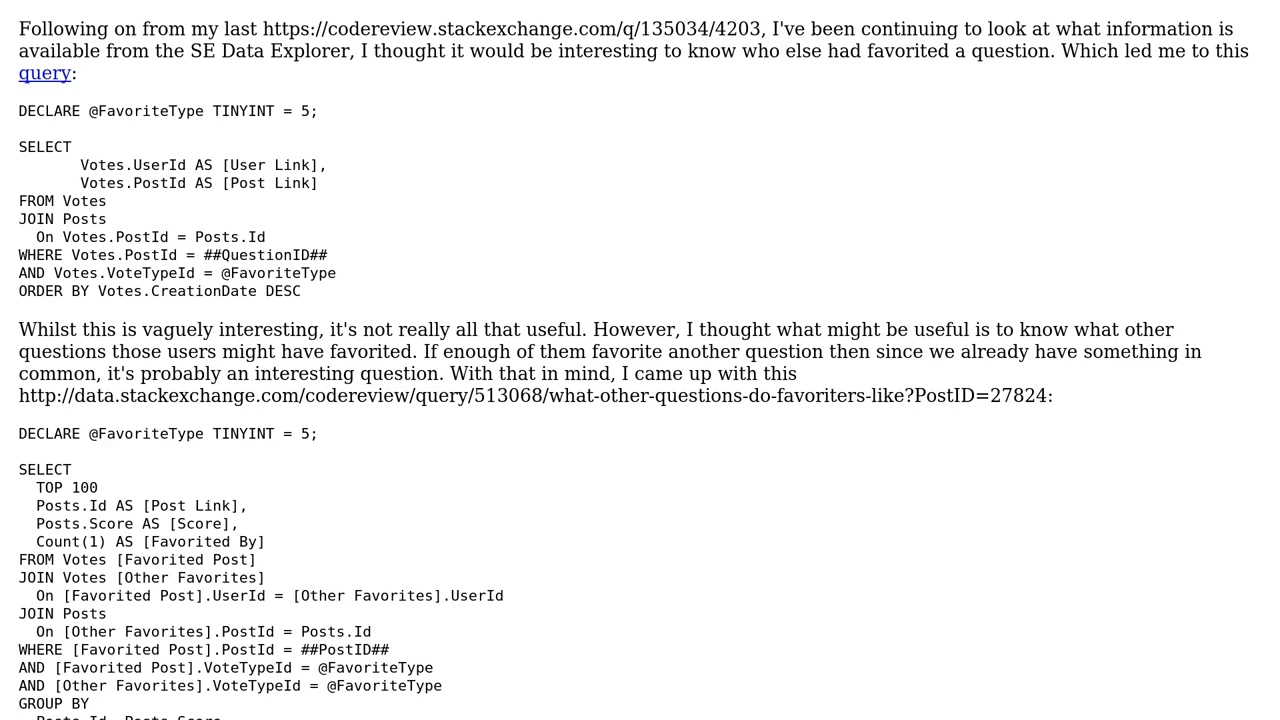 Following on from my last https://codereview.stackexchange.com/q/135034/4203, I've been continuing to look at what information is
available from the SE Data Explorer, I thought it would be interesting to know who else had favorited a question. Which led me to this
query:
DECLARE @FavoriteType TINYINT = 5;
SELECT
Votes.UserId AS [User Link],
Votes.PostId AS [Post Link]
FROM Votes
JOIN Posts
On Votes.PostId = Posts.Id
WHERE Votes.PostId = ##QuestionID##
AND Votes.VoteTypeId = @FavoriteType
ORDER BY Votes.CreationDate DESC
Whilst this is vaguely interesting, it's not really all that useful. However, I thought what might be useful is to know what other
questions those users might have favorited. If enough of them favorite another question then since we already have something in
common, it's probably an interesting question. With that in mind, I came up with this
http://data.stackexchange.com/codereview/query/513068/what-other-questions-do-favoriters-like?PostID=27824:
DECLARE @FavoriteType TINYINT = 5;
SELECT
TOP 100
Posts.Id AS [Post Link],
Posts.Score AS [Score],
Count(1) AS [Favorited By]
FROM Votes [Favorited Post]
JOIN Votes [Other Favorites]
On [Favorited Post].UserId = [Other Favorites].UserId
JOIN Posts
On [Other Favorites].PostId = Posts.Id
WHERE [Favorited Post].PostId = ##PostID##
AND [Favorited Post].VoteTypeId = @FavoriteType
AND [Other Favorites].VoteTypeId = @FavoriteType
GROUP BY
Posts.Id, Posts.Score